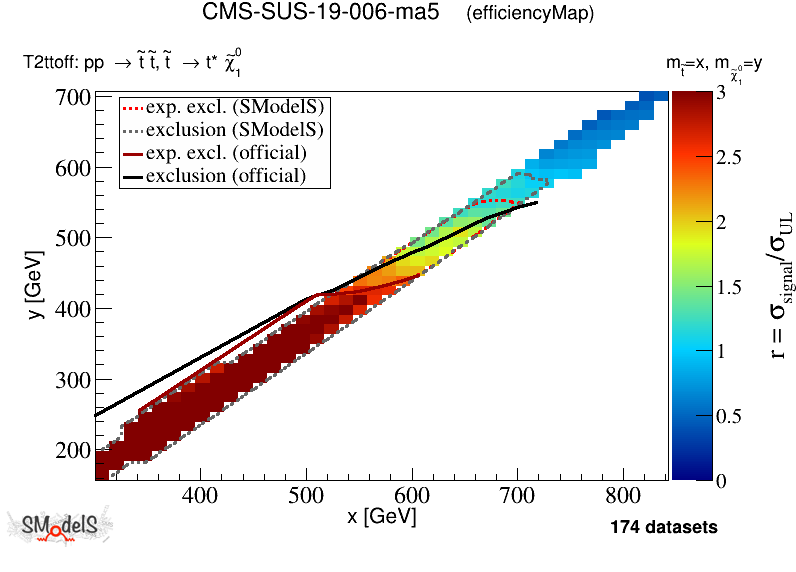 CMS-SUS-19-006-ma5 (efficiencyMap)
T2ttoff: pp → t̃ t̃, t̃ → t* χ̃⁰₁
m_t̃=x, m_χ̃⁰₁=y
exp. excl. (SModelS)
exclusion (SModelS)
exp. excl. (official)
exclusion (official)
700
600
500
400
300
200
y [GeV]
400
500
600
700
800
x [GeV]
3
2.5
2
1.5
1
0.5
0
r = σ_signal/σ_UL
SModelS
174 datasets